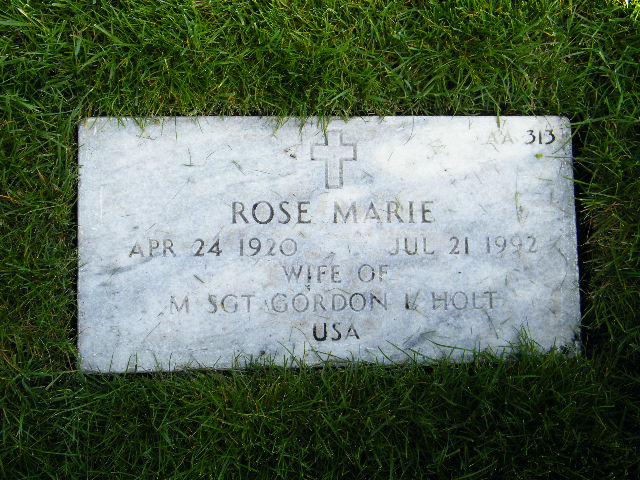 AA 313
ROSE MARIE
APR 24 1920 JUL 21 1992
WIFE OF
M SGT GORDON L HOLT
USA